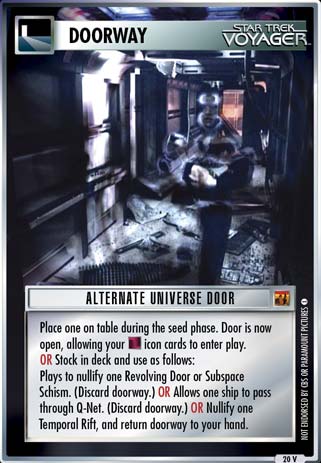 DOORWAY
STAR TREK
VOYAGER
ALTERNATE UNIVERSE DOOR
Place one on table during the seed phase. Door is now
open, allowing your icon cards to enter play.
OR Stock in deck and use as follows:
Plays to nullify one Revolving Door or Subspace
Schism. (Discard doorway.) OR Allows one ship to pass
through Q-Net. (Discard doorway.) OR Nullify one
Temporal Rift, and return doorway to your hand.
NOT ENDORSED BY CBS OR PARAMOUNT PICTURES
20 V